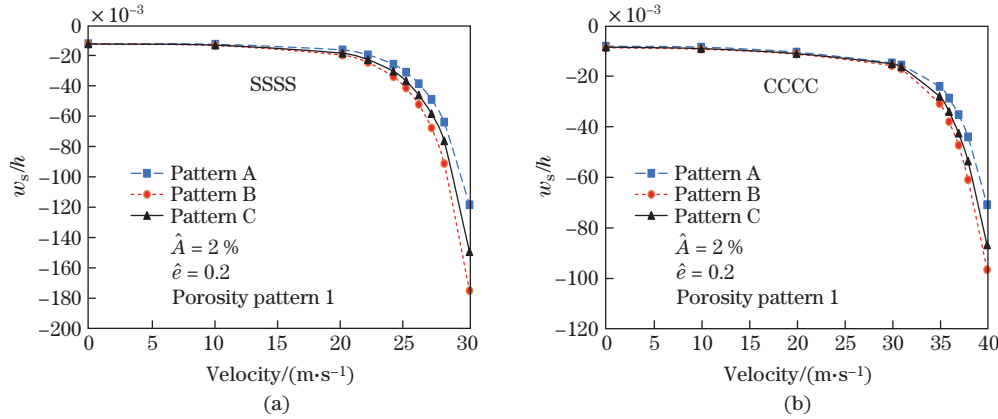 × 10⁻³
0
−20
−40
−60
−80
−100
−120
−140
−160
−180
−200
wₛ/h
SSSS
Pattern A
Pattern B
Pattern C
Â = 2 %
ê = 0.2
Porosity pattern 1
0 5 10 15 20 25 30
Velocity/(m·s⁻¹)
(a)
× 10⁻³
0
−20
−40
−60
−80
−100
−120
wₛ/h
CCCC
Pattern A
Pattern B
Pattern C
Â = 2 %
ê = 0.2
Porosity pattern 1
0 5 10 15 20 25 30 35 40
Velocity/(m·s⁻¹)
(b)